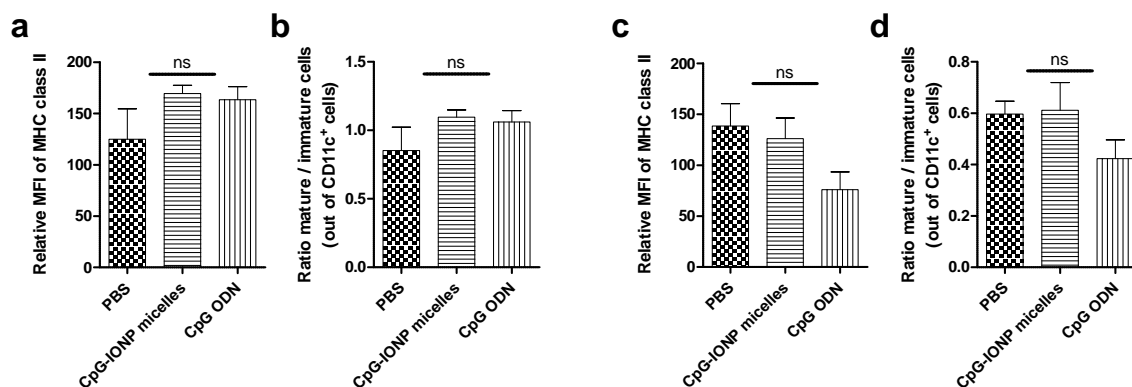 a
Relative MFI of MHC class II
200
150
100
50
0
ns
PBS
CpG-IONP micelles
CpG ODN
b
Ratio mature / immature cells
(out of CD11c⁺ cells)
1.5
1.0
0.5
0.0
ns
PBS
CpG-IONP micelles
CpG ODN
c
Relative MFI of MHC class II
200
150
100
50
0
ns
PBS
CpG-IONP micelles
CpG ODN
d
Ratio mature / immature cells
(out of CD11c⁺ cells)
0.8
0.6
0.4
0.2
0.0
ns
PBS
CpG-IONP micelles
CpG ODN